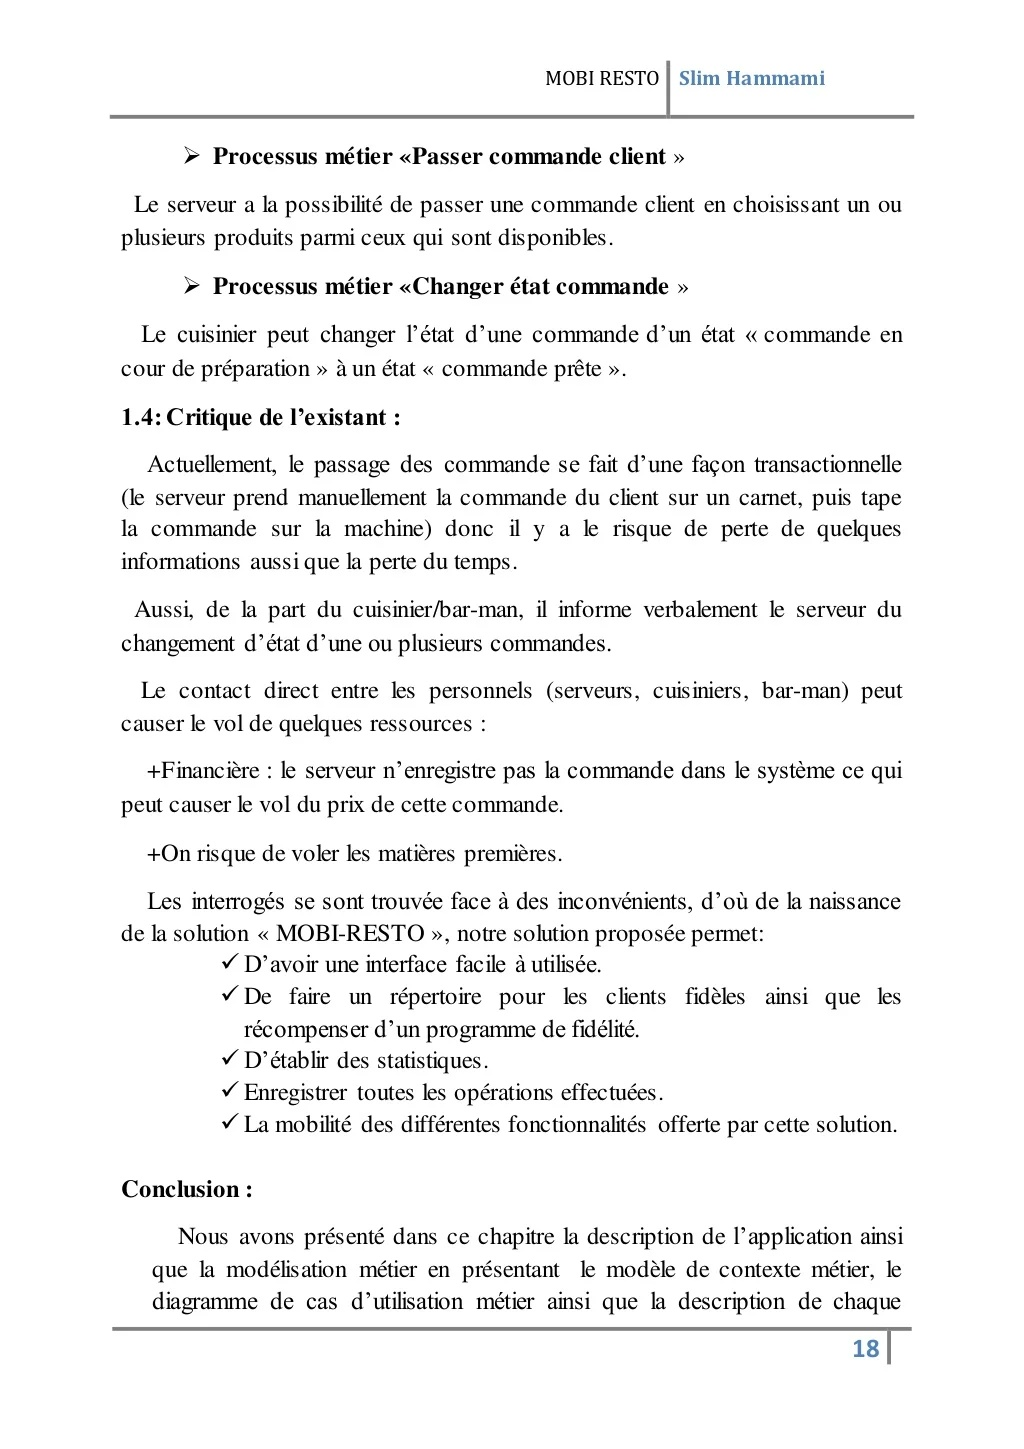 MOBI RESTO Slim Hammami
➢ Processus métier «Passer commande client »
Le serveur a la possibilité de passer une commande client en choisissant un ou
plusieurs produits parmi ceux qui sont disponibles.
➢ Processus métier «Changer état commande »
Le cuisinier peut changer l’état d’une commande d’un état « commande en
cour de préparation » à un état « commande prête ».
1.4: Critique de l’existant :
Actuellement, le passage des commande se fait d’une façon transactionnelle
(le serveur prend manuellement la commande du client sur un carnet, puis tape
la commande sur la machine) donc il y a le risque de perte de quelques
informations aussi que la perte du temps.
Aussi, de la part du cuisinier/bar-man, il informe verbalement le serveur du
changement d’état d’une ou plusieurs commandes.
Le contact direct entre les personnels (serveurs, cuisiniers, bar-man) peut
causer le vol de quelques ressources :
+Financière : le serveur n’enregistre pas la commande dans le système ce qui
peut causer le vol du prix de cette commande.
+On risque de voler les matières premières.
Les interrogés se sont trouvée face à des inconvénients, d’où de la naissance
de la solution « MOBI-RESTO », notre solution proposée permet:
✓ D’avoir une interface facile à utilisée.
✓ De faire un répertoire pour les clients fidèles ainsi que les
récompenser d’un programme de fidélité.
✓ D’établir des statistiques.
✓ Enregistrer toutes les opérations effectuées.
✓ La mobilité des différentes fonctionnalités offerte par cette solution.
Conclusion :
Nous avons présenté dans ce chapitre la description de l’application ainsi
que la modélisation métier en présentant le modèle de contexte métier, le
diagramme de cas d’utilisation métier ainsi que la description de chaque
18